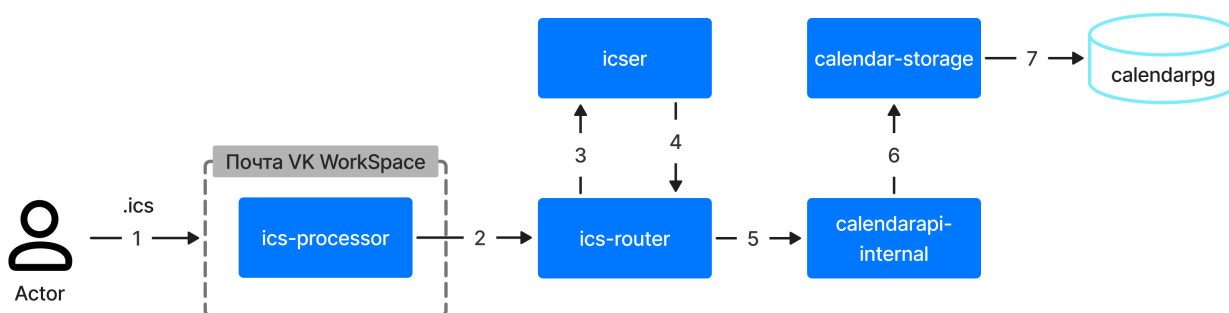 icser
calendar-storage
7
calendarpg
3
4
6
Почта VK WorkSpace
.ics
1
ics-processor
2
ics-router
5
calendarapi-
internal
Actor